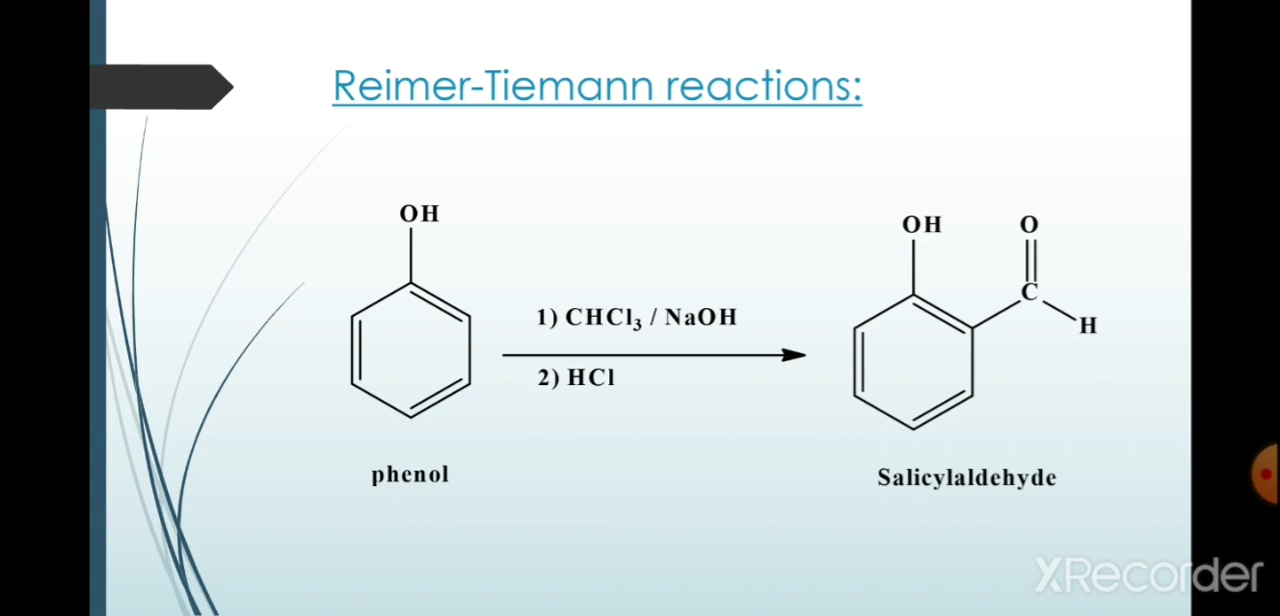 Reimer-Tiemann reactions:
OH
1) CHCl₃ / NaOH
2) HCl
phenol
OH
O
C
H
Salicylaldehyde
XRecorder